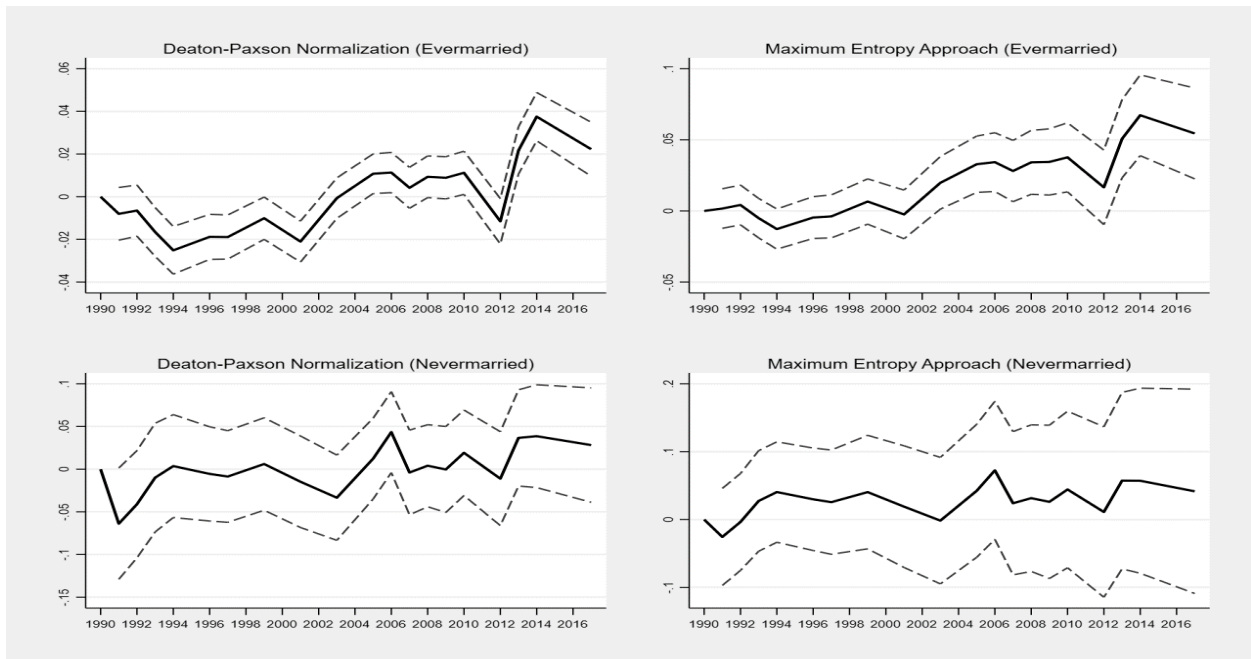 Deaton-Paxson Normalization (Evermarried)
.06
.04
.02
0
-.02
-.04
1990 1992 1994 1996 1998 2000 2002 2004 2006 2008 2010 2012 2014 2016
Maximum Entropy Approach (Evermarried)
.1
.05
0
-.05
1990 1992 1994 1996 1998 2000 2002 2004 2006 2008 2010 2012 2014 2016
Deaton-Paxson Normalization (Nevermarried)
.1
.05
0
-.05
-.1
-.15
1990 1992 1994 1996 1998 2000 2002 2004 2006 2008 2010 2012 2014 2016
Maximum Entropy Approach (Nevermarried)
.2
.1
0
-.1
1990 1992 1994 1996 1998 2000 2002 2004 2006 2008 2010 2012 2014 2016